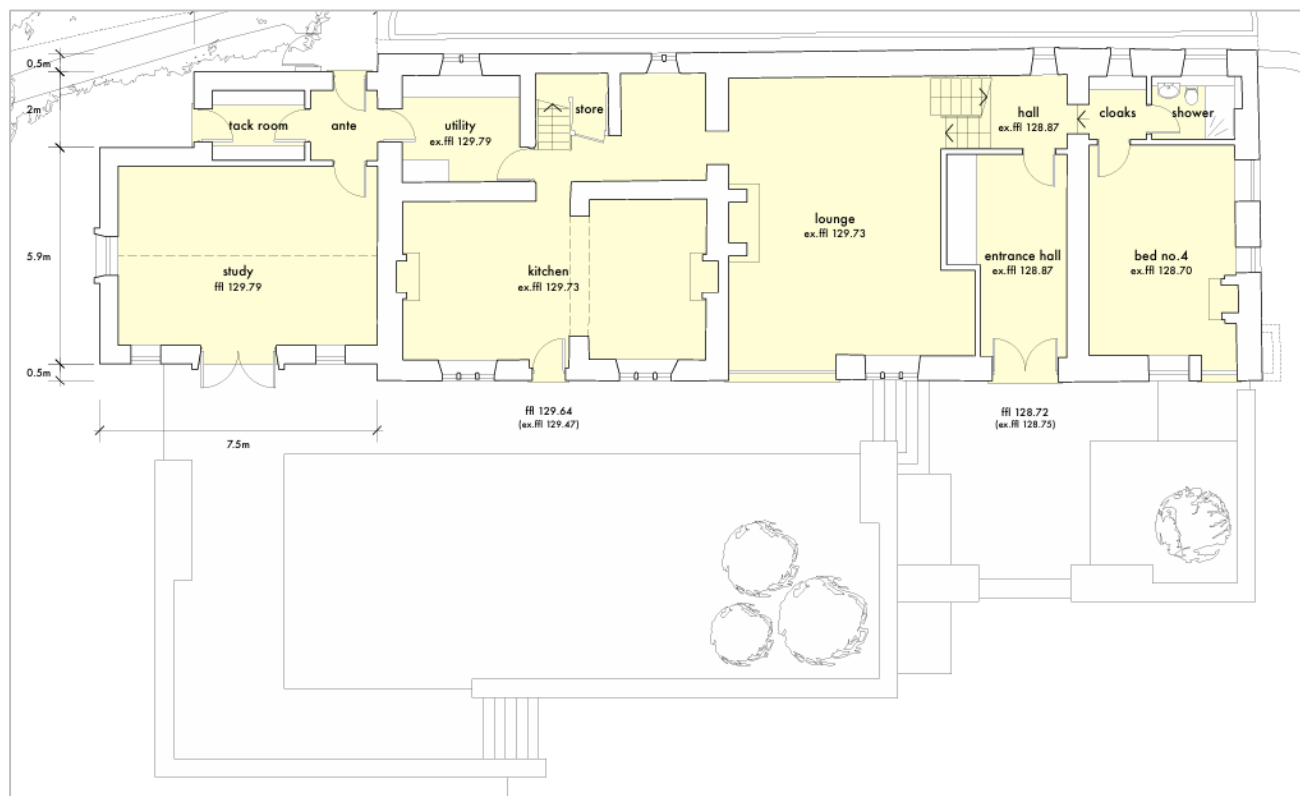 0.5m
2m
5.9m
0.5m
7.5m
tack room
ante
utility
ex.ffl 129.79
store
hall
ex.ffl 128.87
cloaks
shower
study
ffl 129.79
kitchen
ex.ffl 129.73
lounge
ex.ffl 129.73
entrance hall
ex.ffl 128.87
bed no.4
ex.ffl 128.70
ffl 129.64
(ex.ffl 129.47)
ffl 128.72
(ex.ffl 128.75)